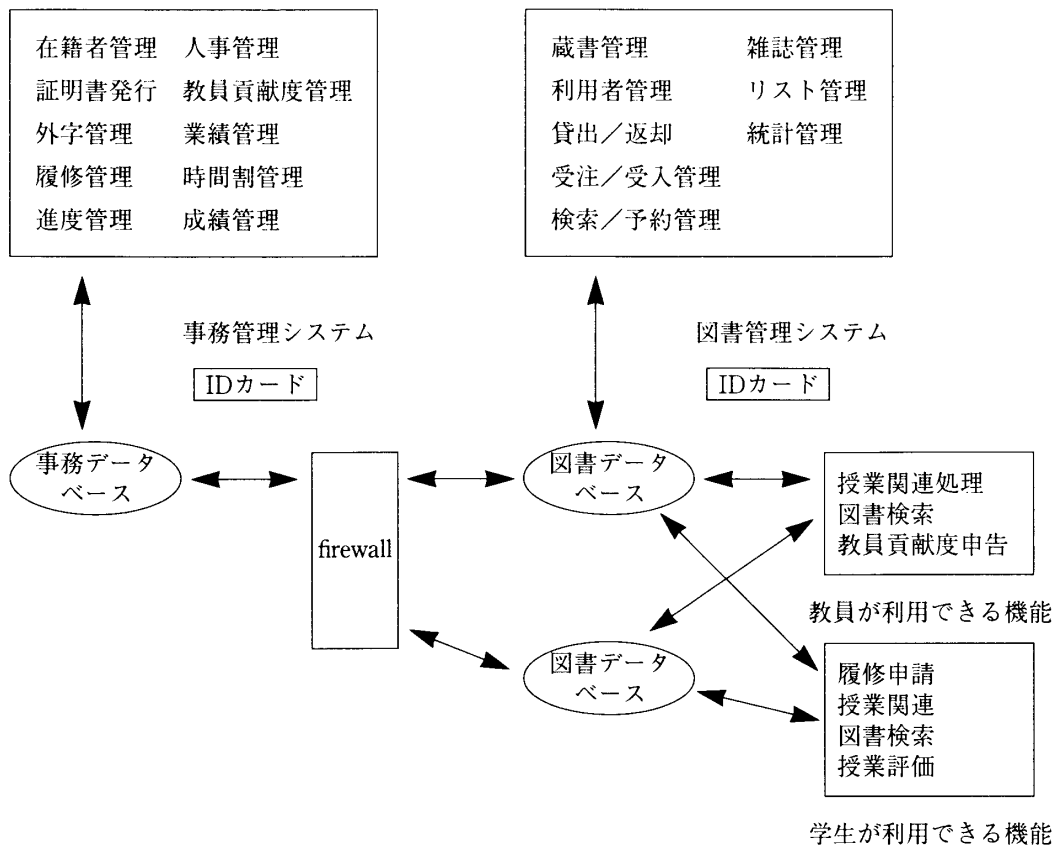 在籍者管理 人事管理
証明書発行 教員貢献度管理
外字管理 業績管理
履修管理 時間割管理
進度管理 成績管理
蔵書管理 雑誌管理
利用者管理 リスト管理
貸出／返却 統計管理
受注／受入管理
検索／予約管理
事務管理システム
IDカード
図書管理システム
IDカード
事務データ
ベース
firewall
図書データ
ベース
授業関連処理
図書検索
教員貢献度申告
教員が利用できる機能
図書データ
ベース
履修申請
授業関連
図書検索
授業評価
学生が利用できる機能